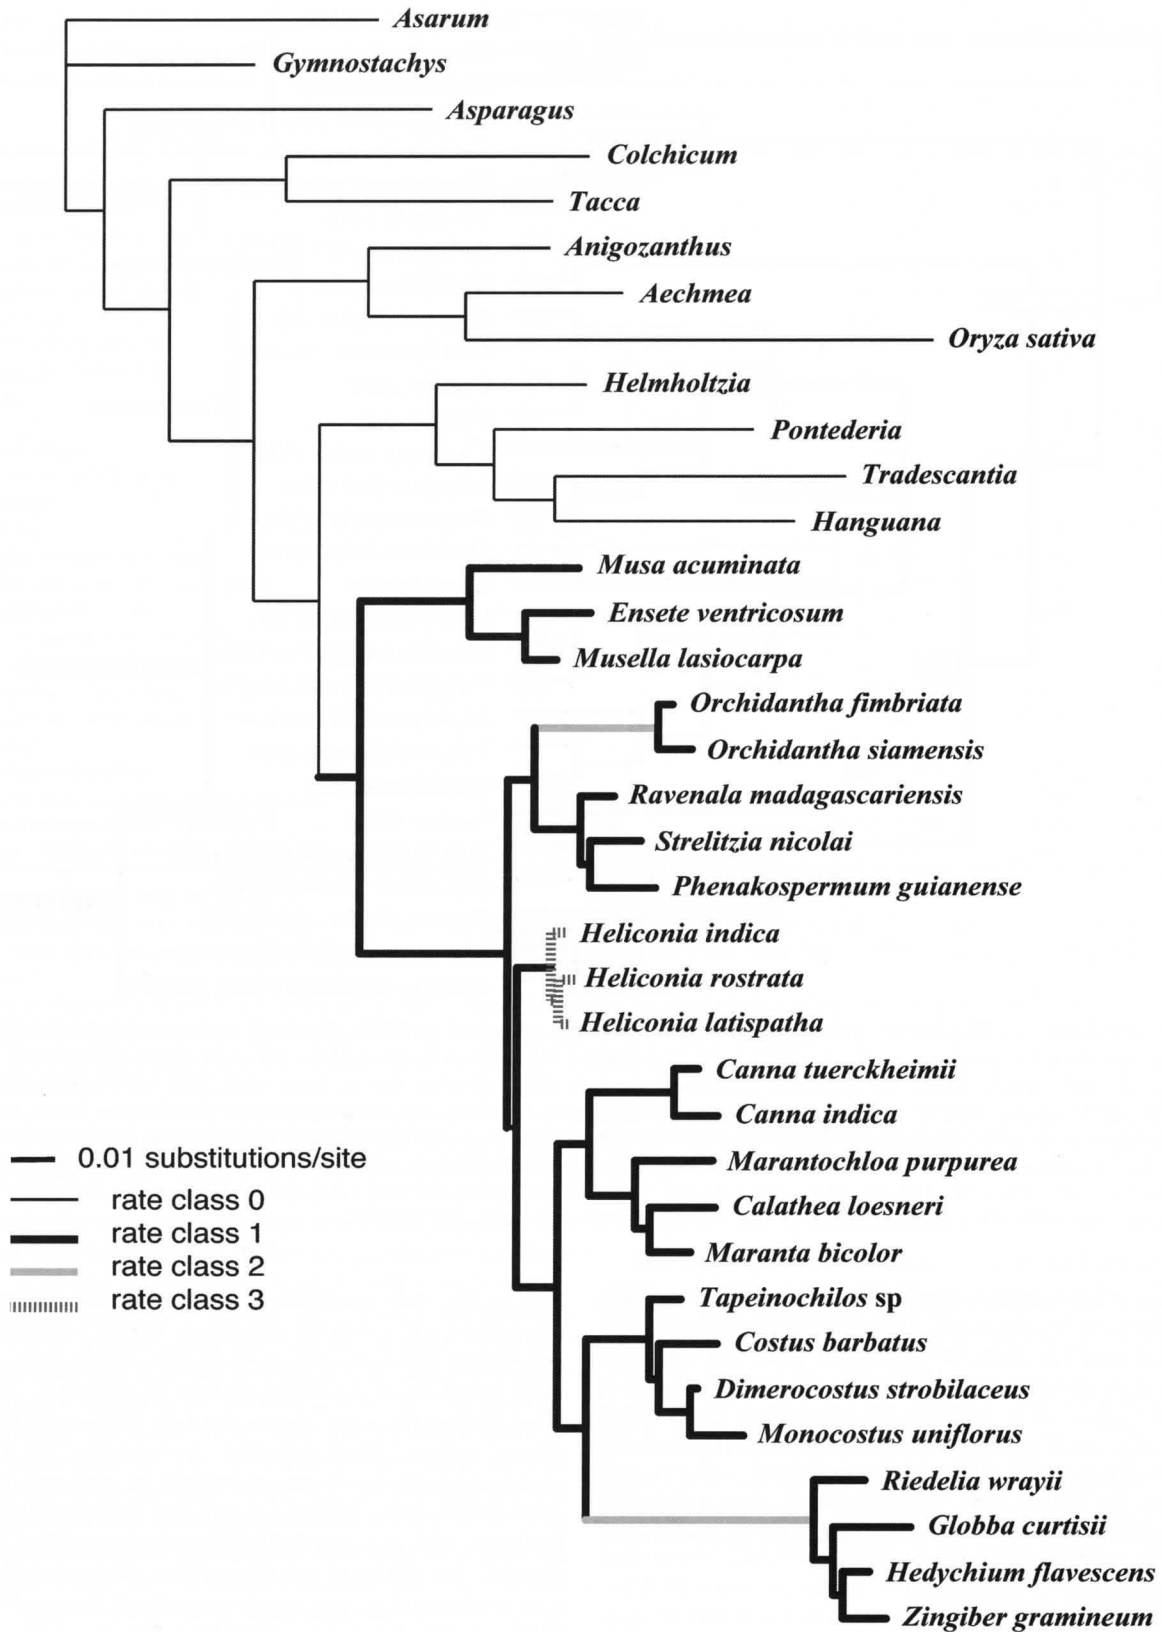 Asarum
Gymnostachys
Asparagus
Colchicum
Tacca
Anigozanthus
Aechmea
Oryza sativa
Helmholtzia
Pontederia
Tradescantia
Hanguana
Musa acuminata
Ensete ventricosum
Musella lasiocarpa
Orchidantha fimbriata
Orchidantha siamensis
Ravenala madagascariensis
Strelitzia nicolai
Phenakospermum guianense
Heliconia indica
Heliconia rostrata
Heliconia latispatha
Canna tuerckheimii
Canna indica
Marantochloa purpurea
Calathea loesneri
Maranta bicolor
Tapeinochilos sp
Costus barbatus
Dimerocostus strobilaceus
Monocostus uniflorus
Riedelia wrayii
Globba curtisii
Hedychium flavescens
Zingiber gramineum
0.01 substitutions/site
rate class 0
rate class 1
rate class 2
rate class 3